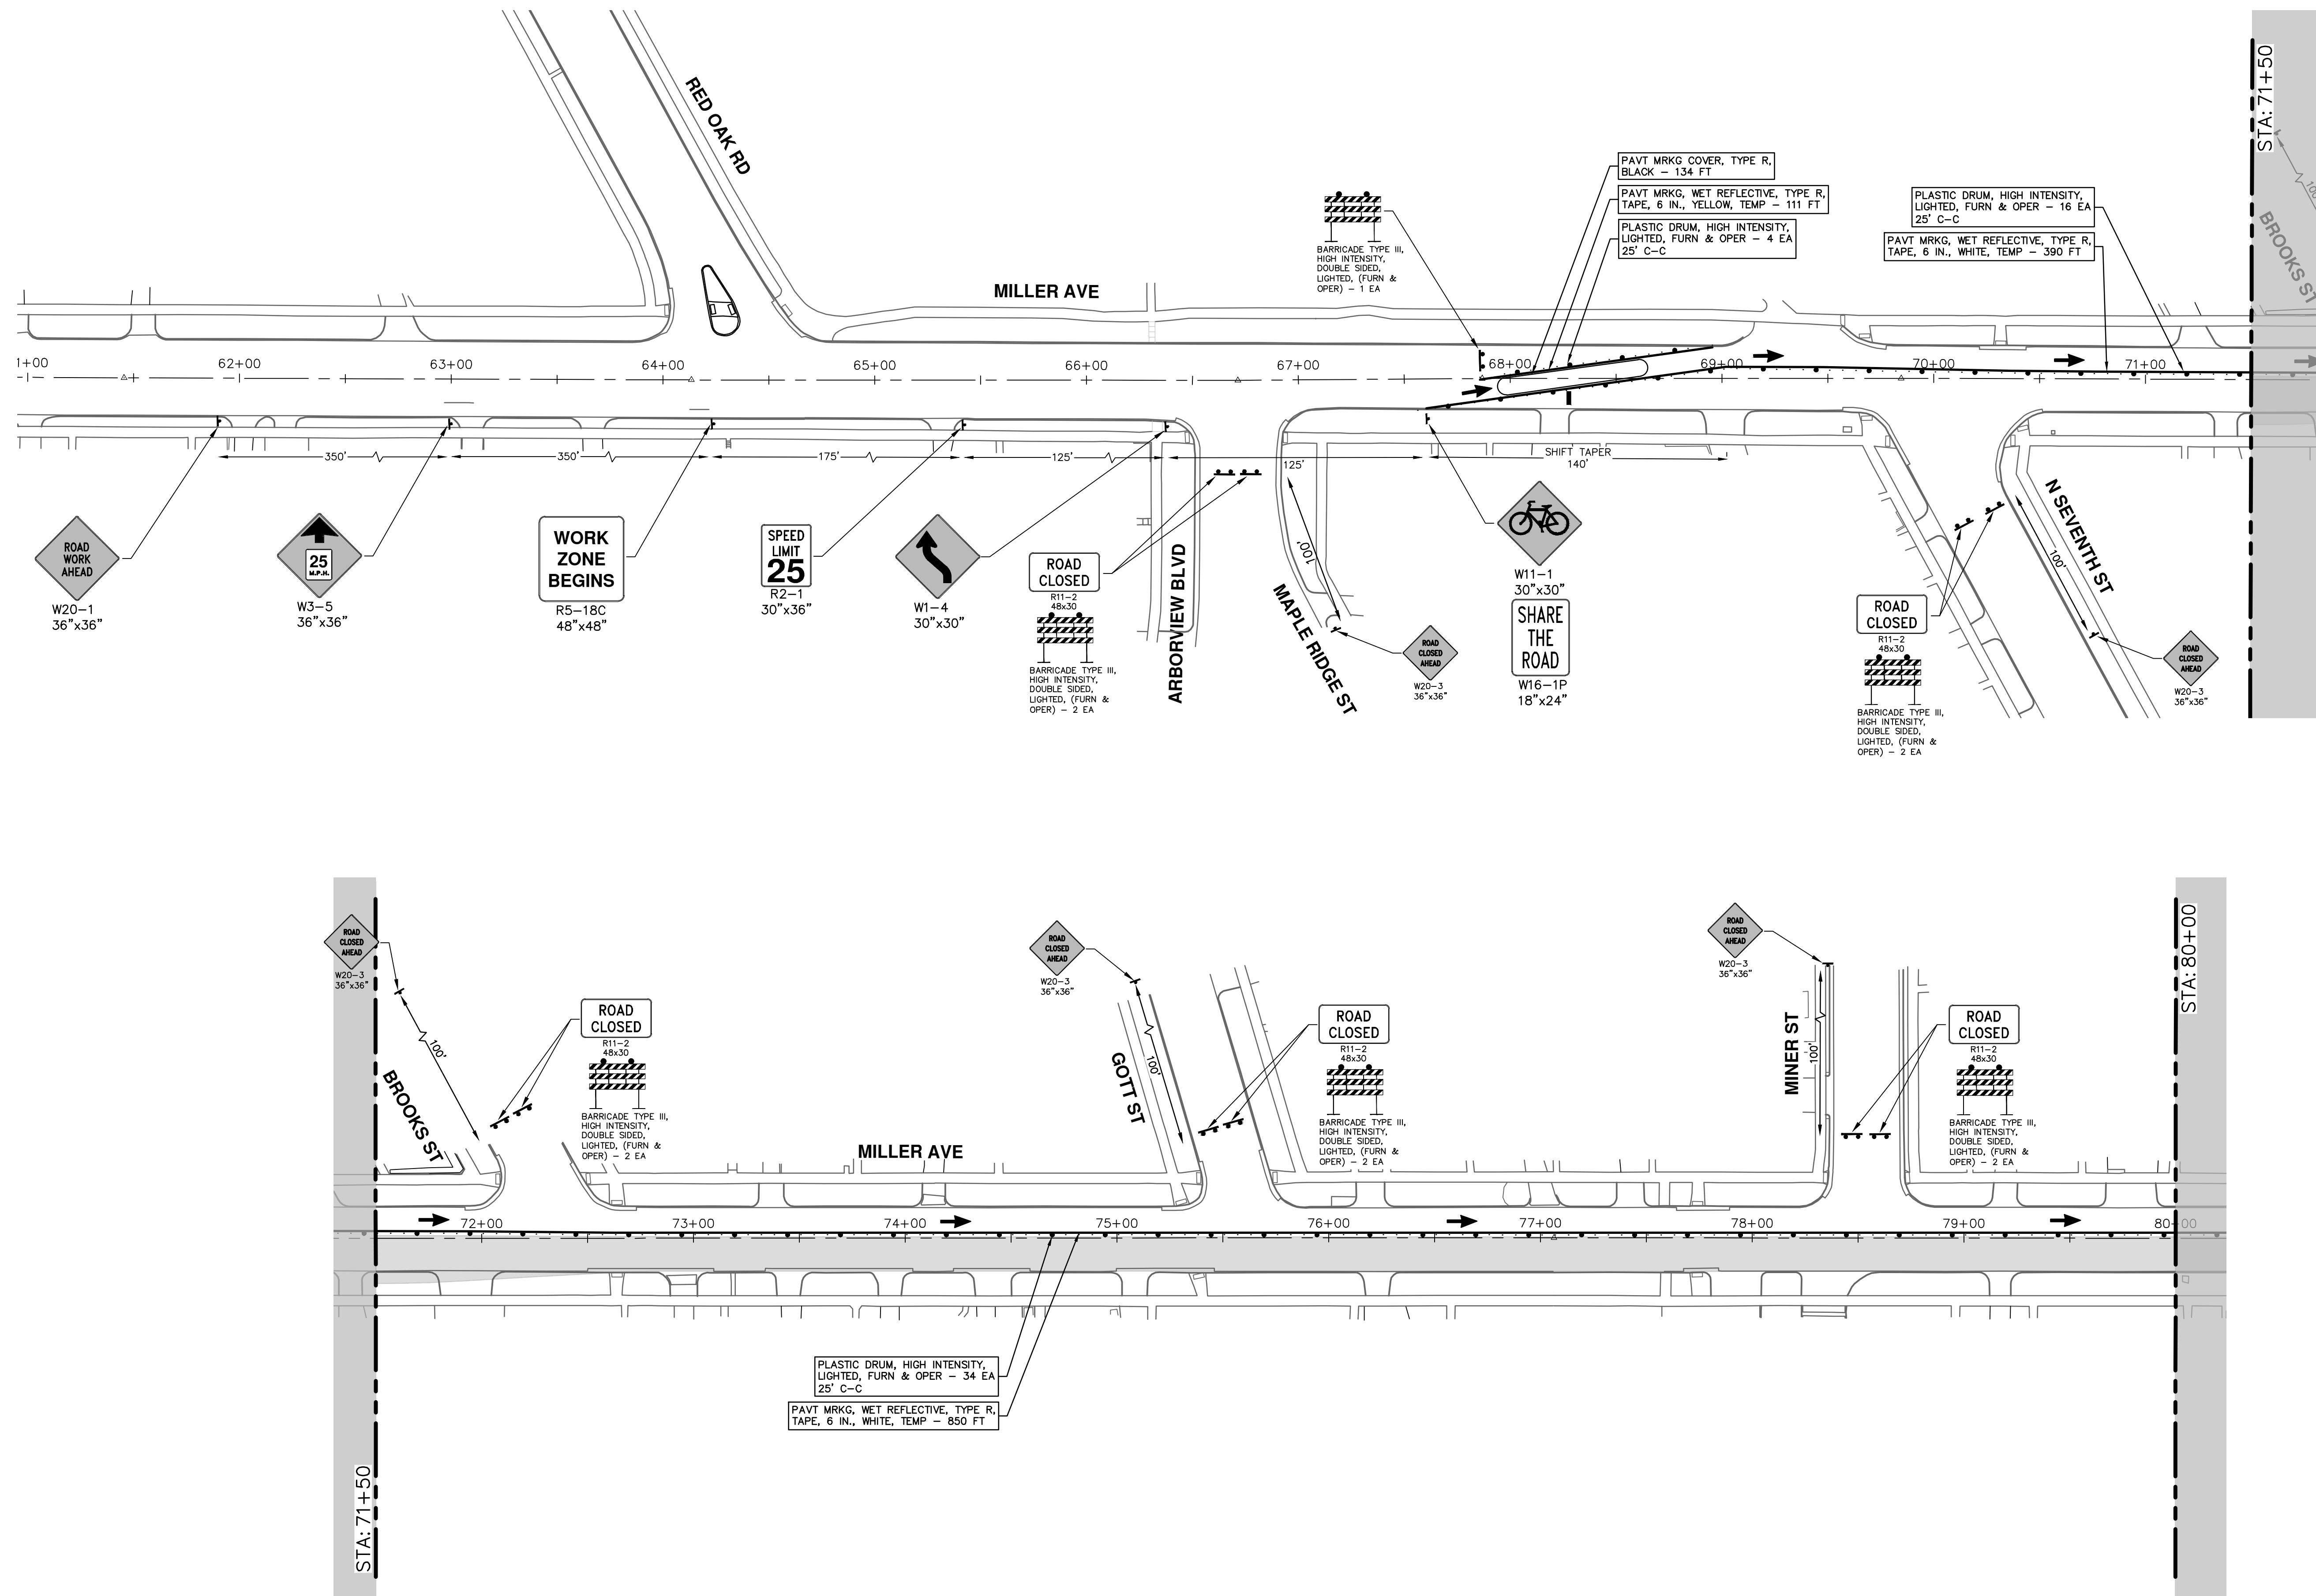 RED OAK RD
MILLER AVE
STA: 71+50
BROOKS ST
100'
PAVT MRKG COVER, TYPE R,
BLACK – 134 FT
PAVT MRKG, WET REFLECTIVE, TYPE R,
TAPE, 6 IN., YELLOW, TEMP – 111 FT
PLASTIC DRUM, HIGH INTENSITY,
LIGHTED, FURN & OPER – 4 EA
25' C–C
PLASTIC DRUM, HIGH INTENSITY,
LIGHTED, FURN & OPER – 16 EA
25' C–C
PAVT MRKG, WET REFLECTIVE, TYPE R,
TAPE, 6 IN., WHITE, TEMP – 390 FT
BARRICADE TYPE III,
HIGH INTENSITY,
DOUBLE SIDED,
LIGHTED, (FURN &
OPER) – 1 EA
1+00
62+00
63+00
64+00
65+00
66+00
67+00
68+00
69+00
70+00
71+00
350'
350'
175'
125'
125'
SHIFT TAPER
140'
ROAD
WORK
AHEAD
W20–1
36"x36"
25
M.P.H.
W3–5
36"x36"
WORK
ZONE
BEGINS
R5–18C
48"x48"
SPEED
LIMIT
25
R2–1
30"x36"
W1–4
30"x30"
ROAD
CLOSED
R11–2
48x30
BARRICADE TYPE III,
HIGH INTENSITY,
DOUBLE SIDED,
LIGHTED, (FURN &
OPER) – 2 EA
ARBORVIEW BLVD
100'
MAPLE RIDGE ST
ROAD
CLOSED
AHEAD
W20–3
36"x36"
W11–1
30"x30"
SHARE
THE
ROAD
W16–1P
18"x24"
ROAD
CLOSED
R11–2
48x30
BARRICADE TYPE III,
HIGH INTENSITY,
DOUBLE SIDED,
LIGHTED, (FURN &
OPER) – 2 EA
N SEVENTH ST
100'
ROAD
CLOSED
AHEAD
W20–3
36"x36"
ROAD
CLOSED
AHEAD
W20–3
36"x36"
100'
BROOKS ST
ROAD
CLOSED
R11–2
48x30
BARRICADE TYPE III,
HIGH INTENSITY,
DOUBLE SIDED,
LIGHTED, (FURN &
OPER) – 2 EA
MILLER AVE
ROAD
CLOSED
AHEAD
W20–3
36"x36"
100'
GOTT ST
ROAD
CLOSED
R11–2
48x30
BARRICADE TYPE III,
HIGH INTENSITY,
DOUBLE SIDED,
LIGHTED, (FURN &
OPER) – 2 EA
ROAD
CLOSED
AHEAD
W20–3
36"x36"
MINER ST
100'
ROAD
CLOSED
R11–2
48x30
BARRICADE TYPE III,
HIGH INTENSITY,
DOUBLE SIDED,
LIGHTED, (FURN &
OPER) – 2 EA
STA: 80+00
72+00
73+00
74+00
75+00
76+00
77+00
78+00
79+00
80+00
PLASTIC DRUM, HIGH INTENSITY,
LIGHTED, FURN & OPER – 34 EA
25' C–C
PAVT MRKG, WET REFLECTIVE, TYPE R,
TAPE, 6 IN., WHITE, TEMP – 850 FT
STA: 71+50